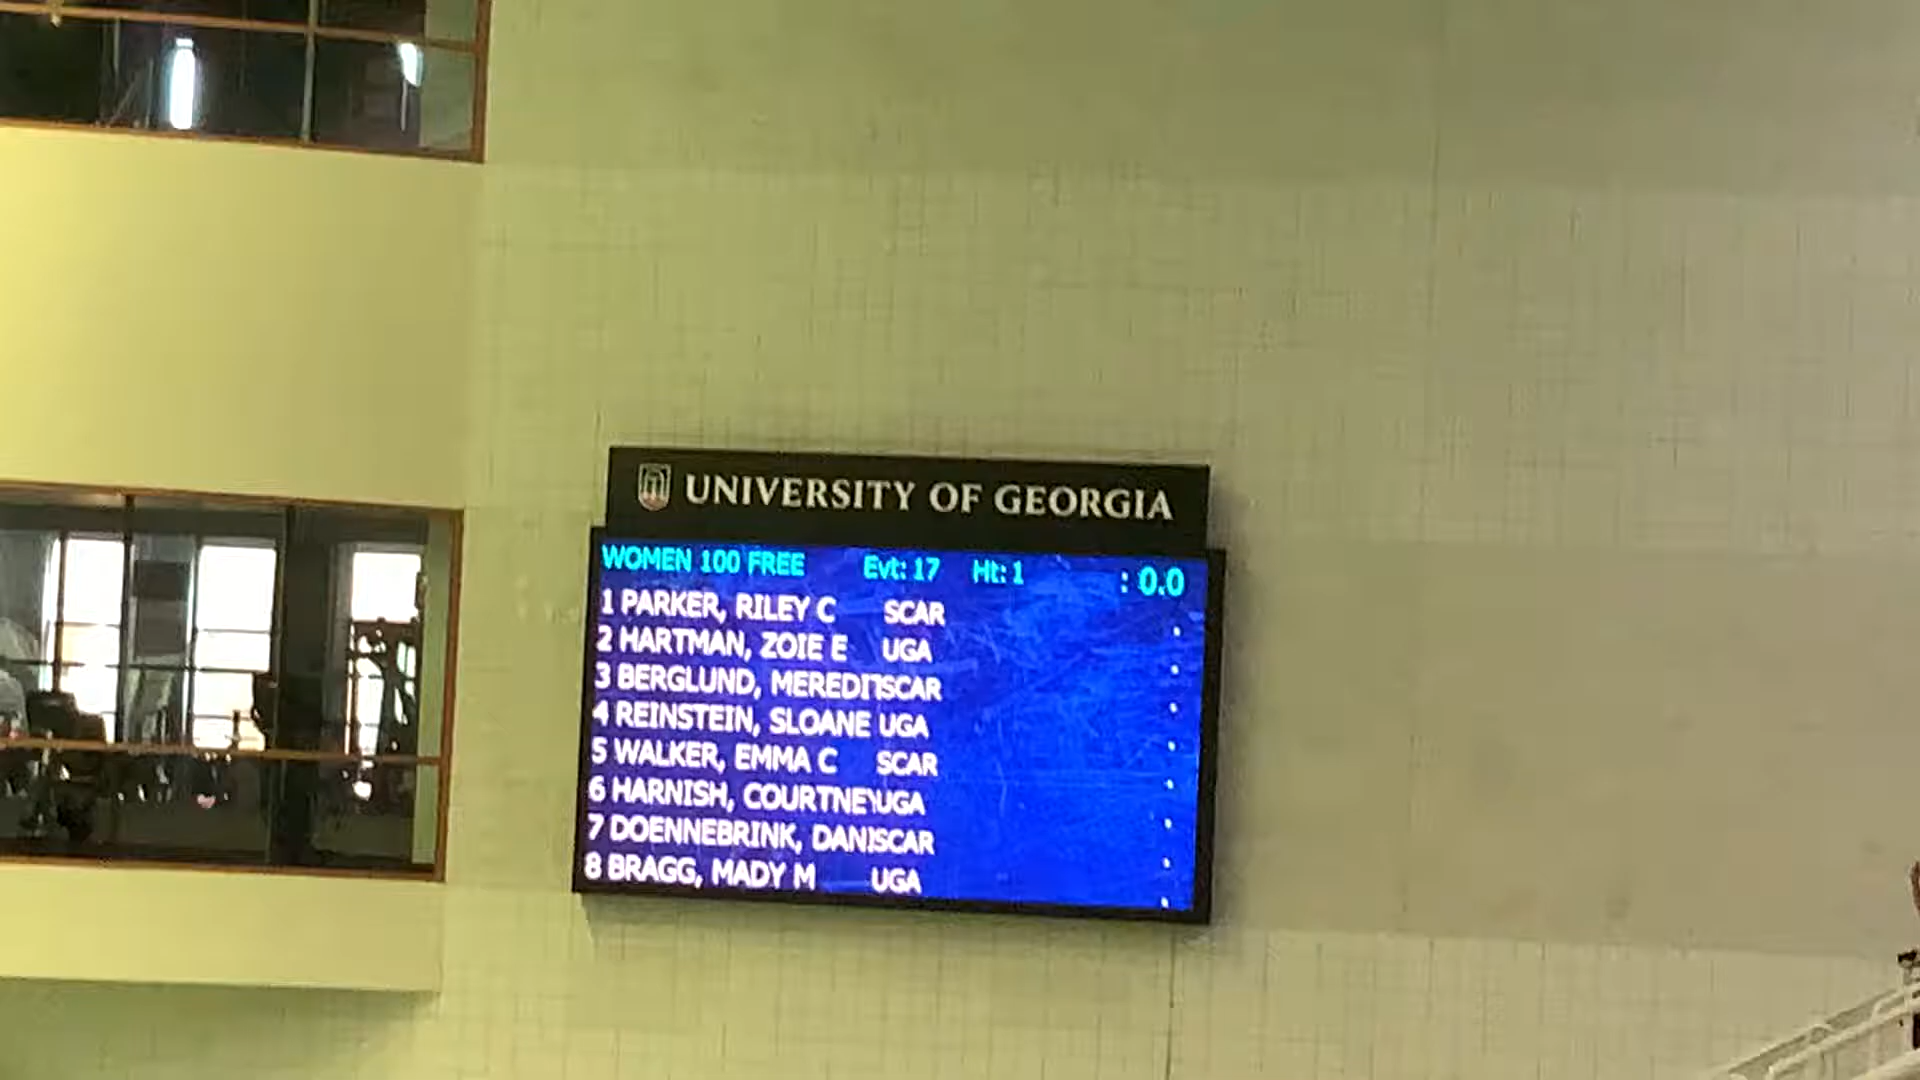 UNIVERSITY OF GEORGIA
WOMEN 100 FREE Evt: 17 Ht: 1 : 0.0
1 PARKER, RILEY C SCAR
2 HARTMAN, ZOIE E UGA
3 BERGLUND, MEREDITSCAR
4 REINSTEIN, SLOANE UGA
5 WALKER, EMMA C SCAR
6 HARNISH, COURTNEYUGA
7 DOENNEBRINK, DANISCAR
8 BRAGG, MADY M UGA